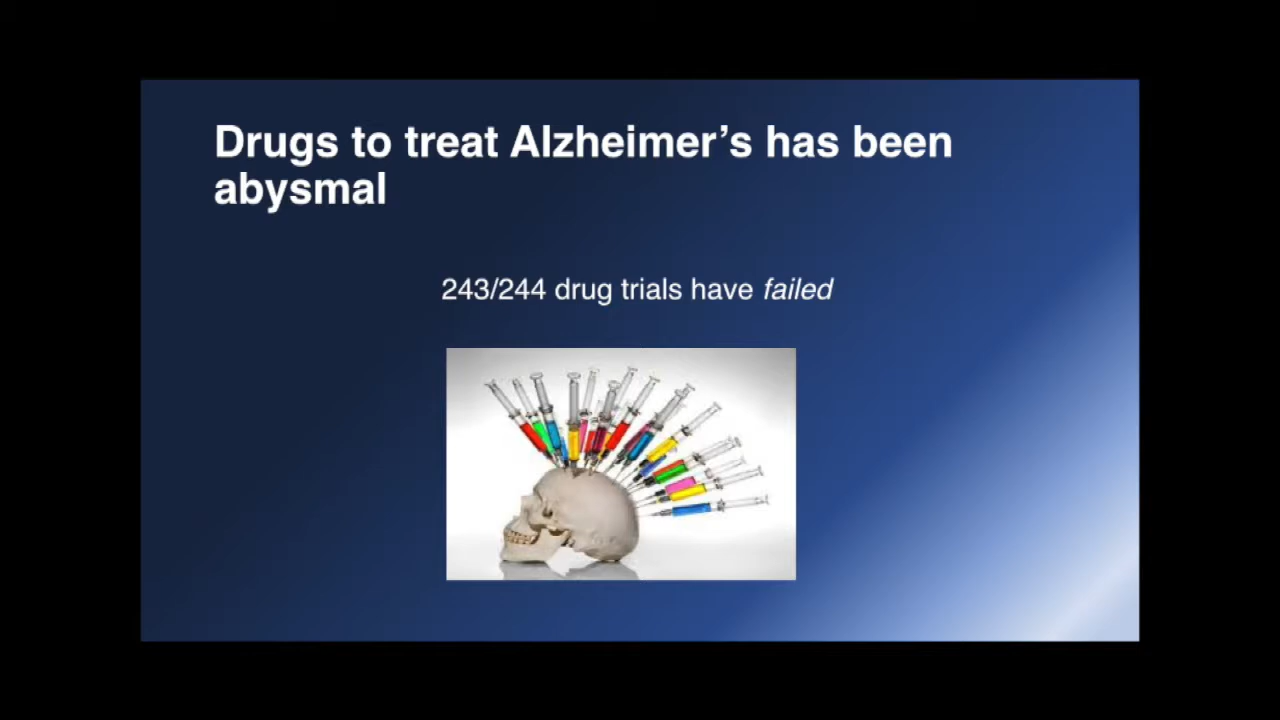 Drugs to treat Alzheimer’s has been
abysmal
243/244 drug trials have failed